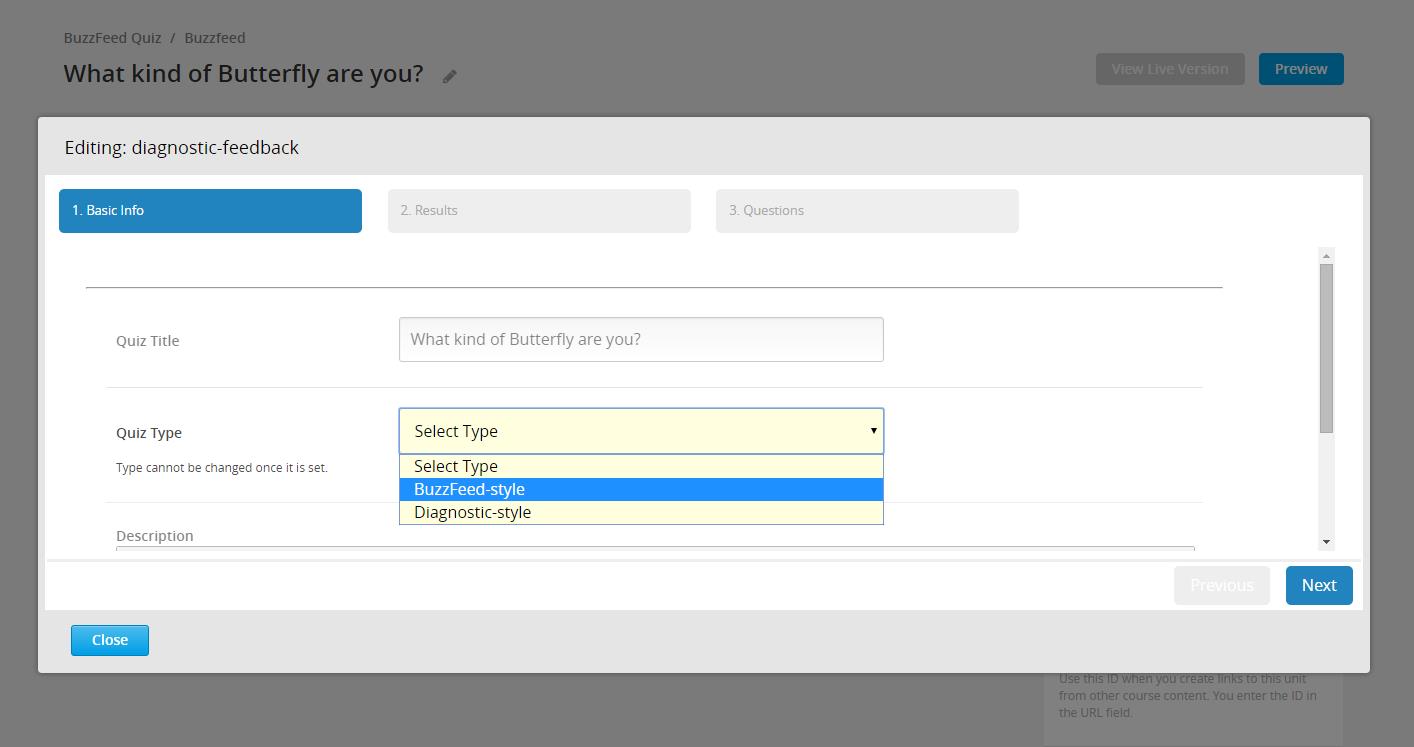 BuzzFeed Quiz / Buzzfeed
What kind of Butterfly are you?
View Live Version
Preview
Editing: diagnostic-feedback
1. Basic Info
2. Results
3. Questions
Quiz Title
What kind of Butterfly are you?
Quiz Type
Select Type
Type cannot be changed once it is set.
Select Type
BuzzFeed-style
Diagnostic-style
Description
Previous
Next
Close
Use this ID when you create links to this unit
from other course content. You enter the ID in
the URL field.